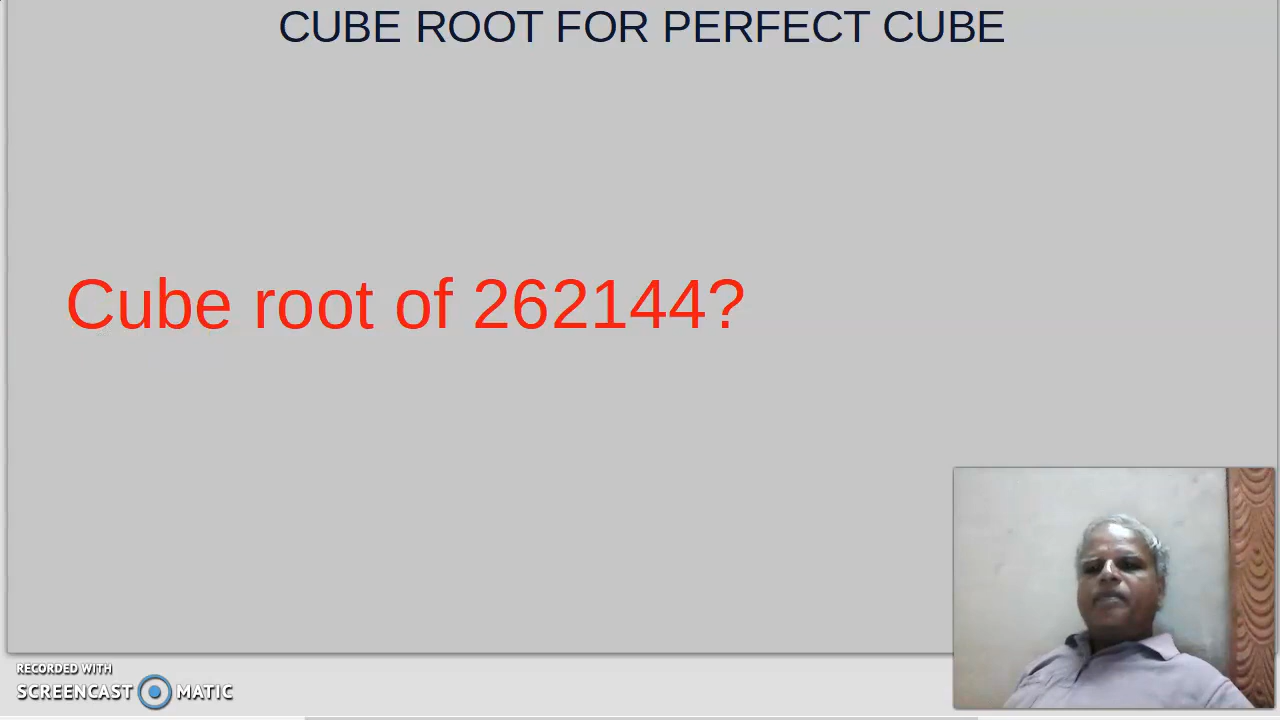 CUBE ROOT FOR PERFECT CUBE
Cube root of 262144?
RECORDED WITH
SCREENCAST MATIC